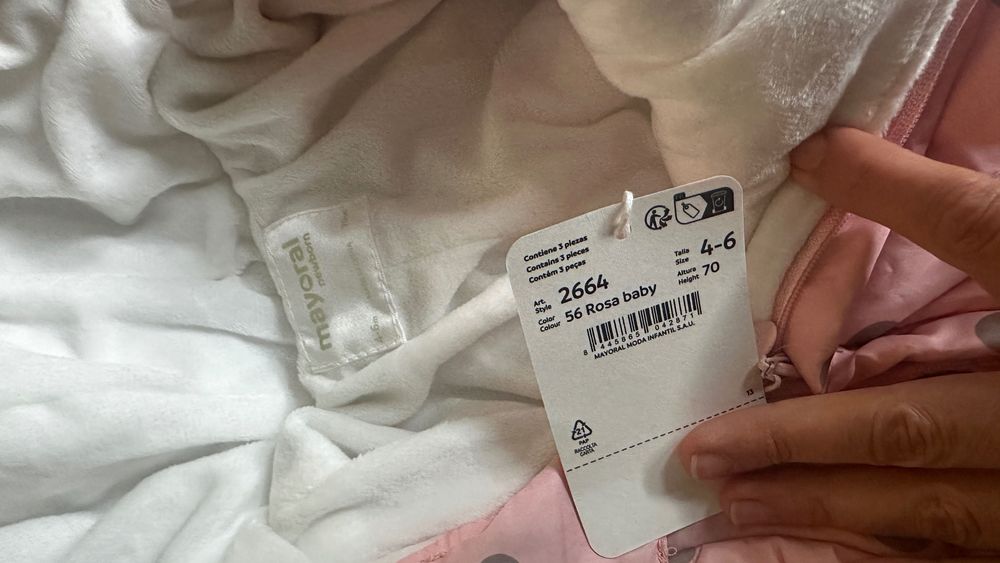 mayoral
newborn
Contiene 3 piezas
Contains 3 pieces
Contém 3 peças
Talla
Size
4-6
Altura
Height
70
Art.
Style
2664
Color
Colour
56 Rosa baby
8 445865 042871
MAYORAL MODA INFANTIL S.A.U.
13
21
PAP
RACCOLTA
CARTA